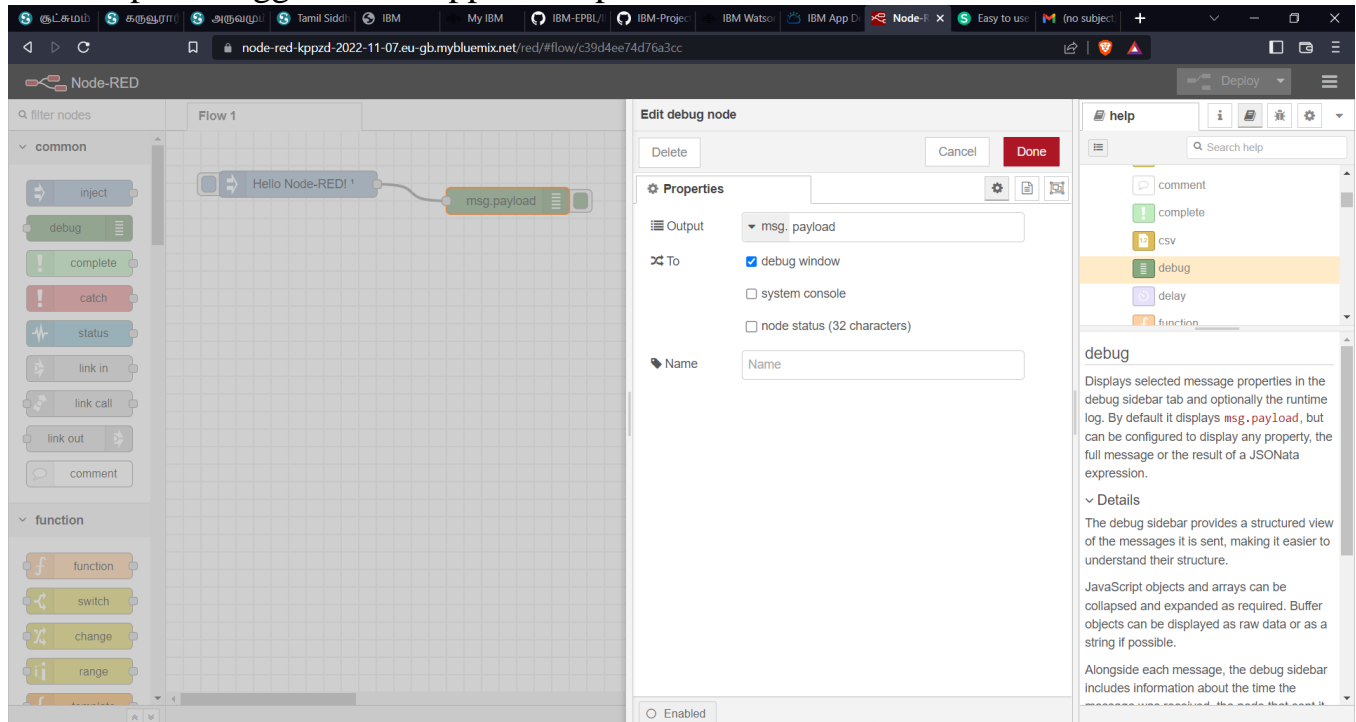 சூட்சுமம்
கருவூரார்
அருவமு
Tamil Siddh
IBM
My IBM
IBM-EPBL/I
IBM-Project
IBM Watson
IBM App D
Node-R
Easy to use
(no subject)
node-red-kppzd-2022-11-07.eu-gb.mybluemix.net/red/#flow/c39d4ee74d76a3cc
Node-RED
Deploy
filter nodes
common
inject
debug
complete
catch
status
link in
link call
link out
comment
function
function
switch
change
range
Flow 1
Hello Node-RED! ¹
msg.payload
Edit debug node
Delete
Cancel
Done
Properties
Output
msg. payload
To
debug window
system console
node status (32 characters)
Name
Name
Enabled
help
Search help
comment
complete
csv
debug
delay
function
debug
Displays selected message properties in the
debug sidebar tab and optionally the runtime
log. By default it displays msg.payload, but
can be configured to display any property, the
full message or the result of a JSONata
expression.
Details
The debug sidebar provides a structured view
of the messages it is sent, making it easier to
understand their structure.
JavaScript objects and arrays can be
collapsed and expanded as required. Buffer
objects can be displayed as raw data or as a
string if possible.
Alongside each message, the debug sidebar
includes information about the time the